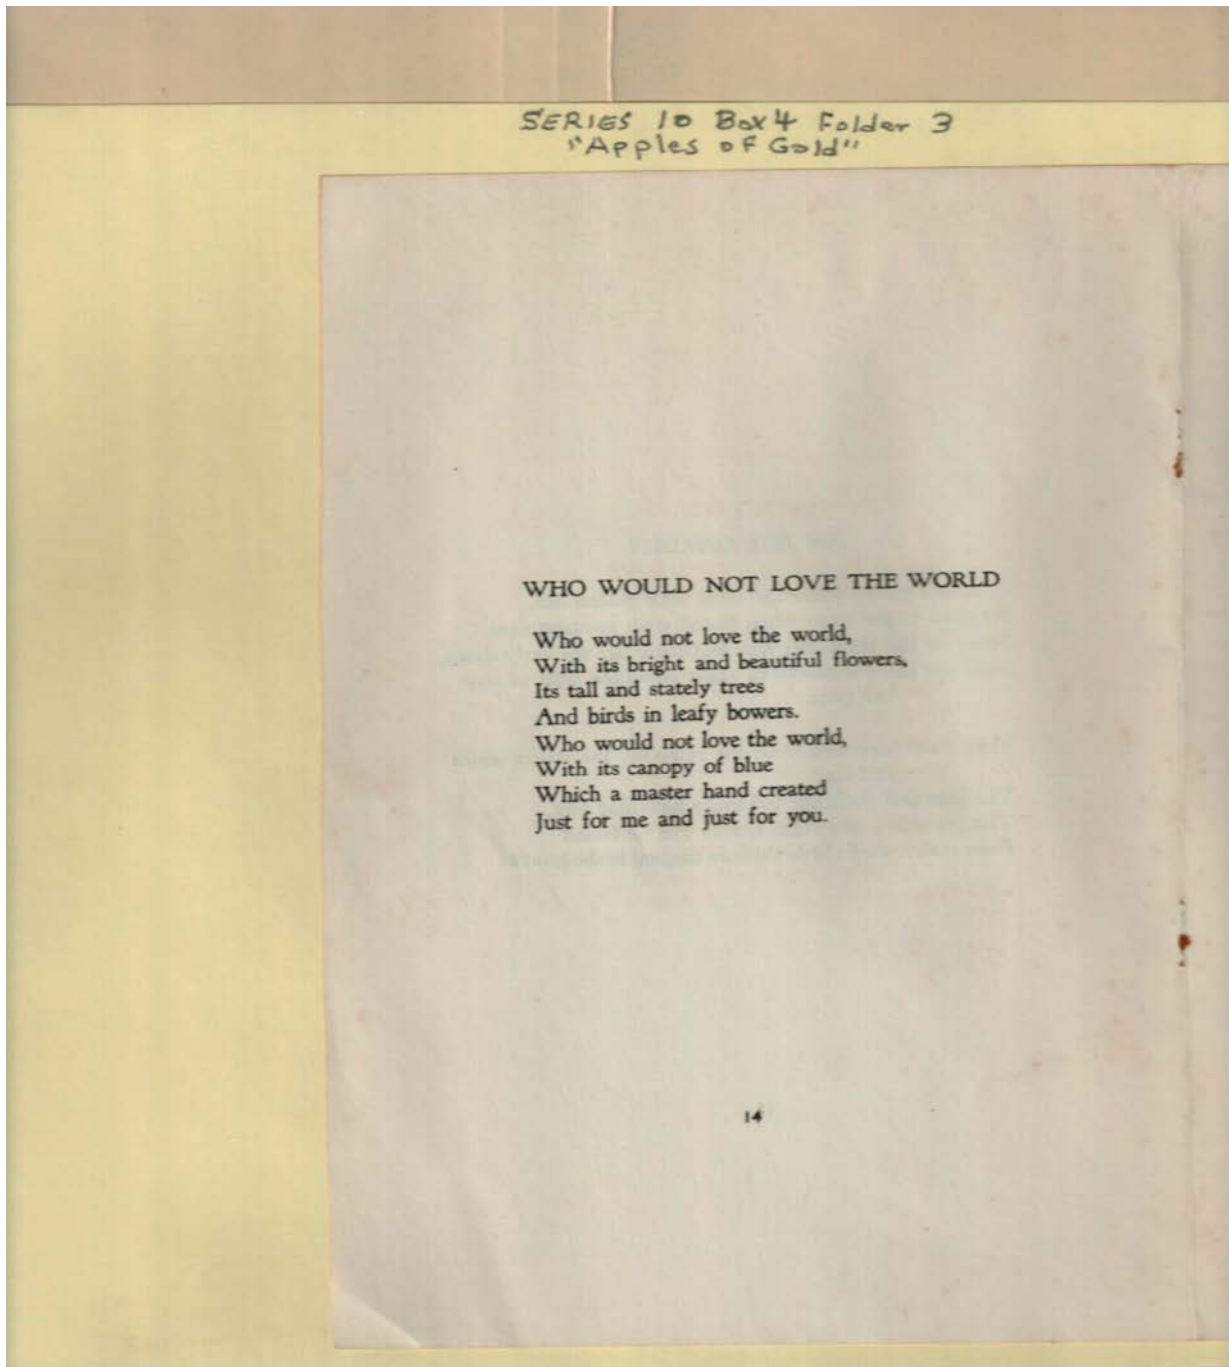 SERIES 10 Box 4 Folder 3
"Apples of Gold"
WHO WOULD NOT LOVE THE WORLD
Who would not love the world,
With its bright and beautiful flowers,
Its tall and stately trees
And birds in leafy bowers.
Who would not love the world,
With its canopy of blue
Which a master hand created
Just for me and just for you.
14